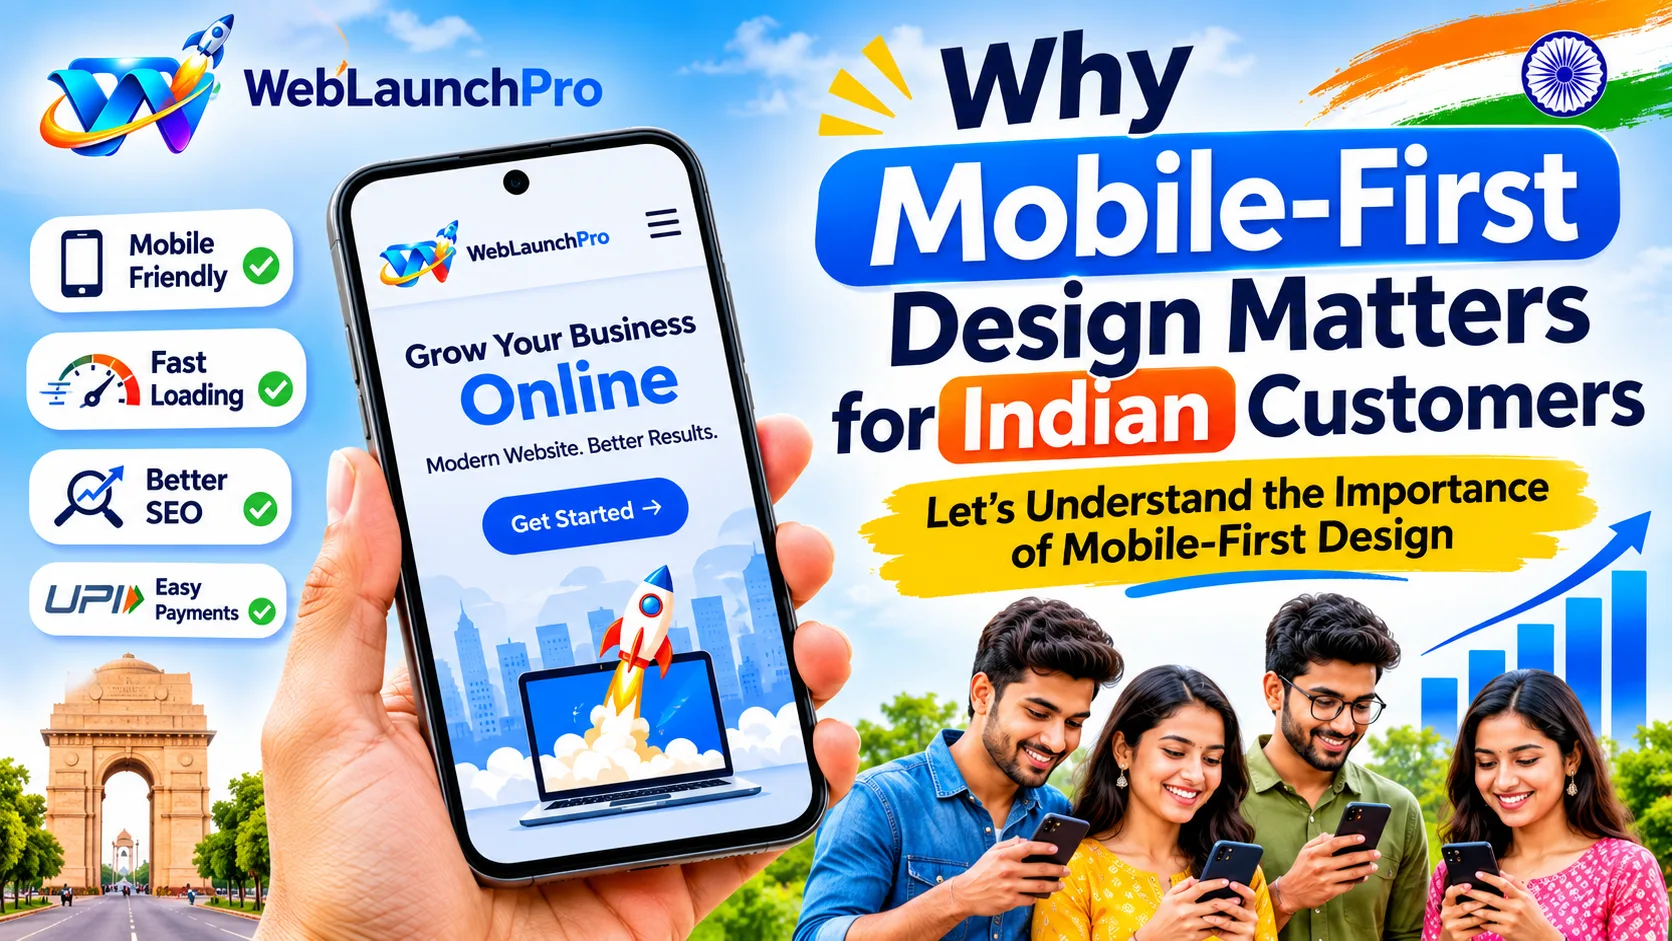 WebLaunchPro
Mobile
Friendly
Fast
Loading
Better
SEO
UPI
Easy
Payments
WebLaunchPro
Grow Your Business
Online
Modern Website. Better Results.
Get Started →
Why
Mobile-First
Design Matters
for Indian Customers
Let's Understand the Importance
of Mobile-First Design